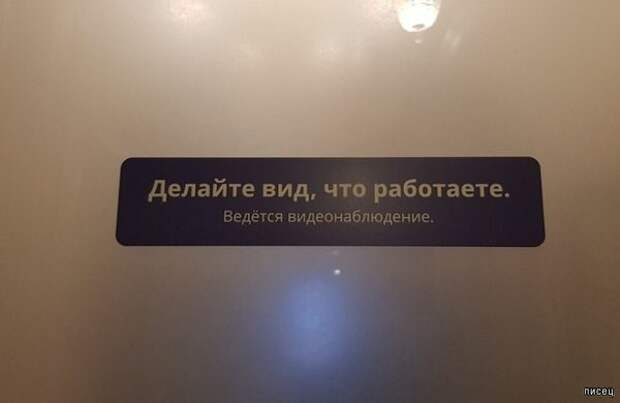 Делайте вид, что работаете.
Ведётся видеонаблюдение.
писец